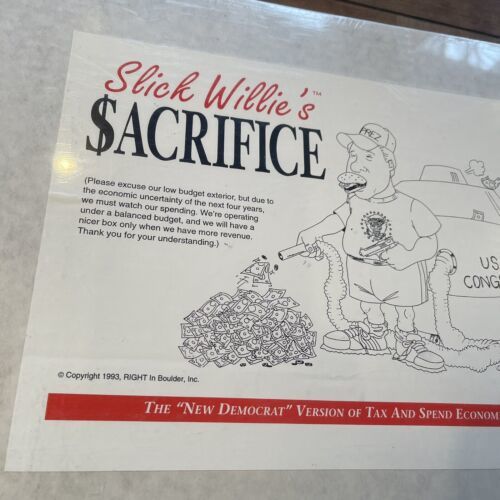 Slick Willie's™
$ACRIFICE
(Please excuse our low budget exterior, but due to
the economic uncertainty of the next four years,
we must watch our spending. We're operating
under a balanced budget, and we will have a
nicer box only when we have more revenue.
Thank you for your understanding.)
PREZ
US
CONG
© Copyright 1993, RIGHT In Boulder, Inc.
THE "NEW DEMOCRAT" VERSION OF TAX AND SPEND ECONOM